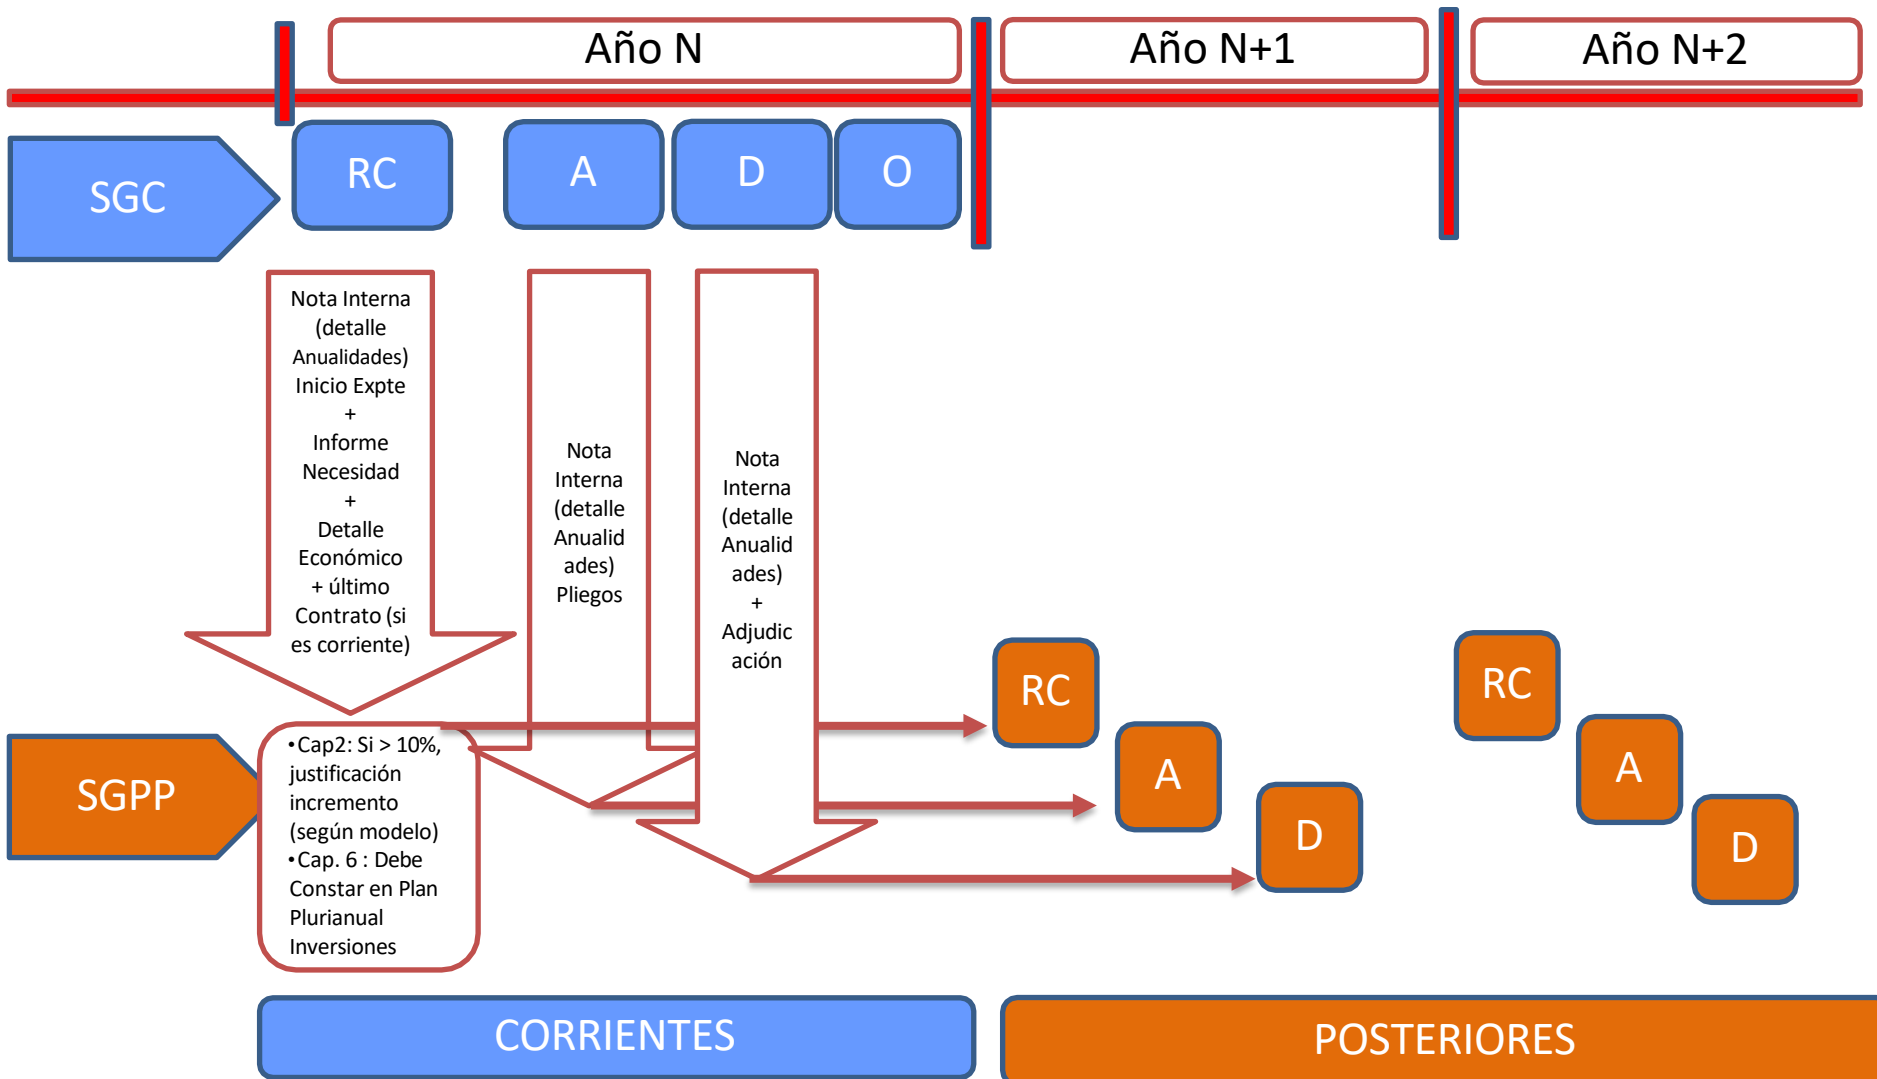 Año N
Año N+1
Año N+2
SGC
RC
A
D
O
Nota Interna
(detalle
Anualidades)
Inicio Expte
+
Informe
Necesidad
+
Detalle
Económico
+ último
Contrato (si
es corriente)
Nota
Interna
(detalle
Anualid
ades)
Pliegos
Nota
Interna
(detalle
Anualid
ades)
+
Adjudic
ación
RC
A
D
RC
A
D
SGPP
•Cap2: Si > 10%,
justificación
incremento
(según modelo)
•Cap. 6 : Debe
Constar en Plan
Plurianual
Inversiones
CORRIENTES
POSTERIORES